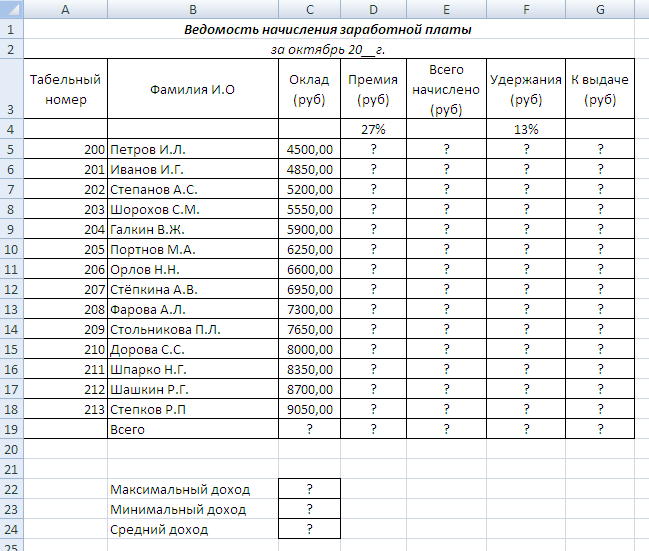 A B C D E F G
1 Ведомость начисления заработной платы
2 за октябрь 20__г.
3 Табельный номер Фамилия И.О Оклад (руб) Премия (руб) Всего начислено (руб) Удержания (руб) К выдаче (руб)
4 27% 13%
5 200 Петров И.Л. 4500,00 ? ? ? ?
6 201 Иванов И.Г. 4850,00 ? ? ? ?
7 202 Степанов А.С. 5200,00 ? ? ? ?
8 203 Шорохов С.М. 5550,00 ? ? ? ?
9 204 Галкин В.Ж. 5900,00 ? ? ? ?
10 205 Портнов М.А. 6250,00 ? ? ? ?
11 206 Орлов Н.Н. 6600,00 ? ? ? ?
12 207 Стёпкина А.В. 6950,00 ? ? ? ?
13 208 Фарова А.Л. 7300,00 ? ? ? ?
14 209 Стольникова П.Л. 7650,00 ? ? ? ?
15 210 Дорова С.С. 8000,00 ? ? ? ?
16 211 Шпарко Н.Г. 8350,00 ? ? ? ?
17 212 Шашкин Р.Г. 8700,00 ? ? ? ?
18 213 Степков Р.П 9050,00 ? ? ? ?
19 Всего ? ? ? ? ?
20
21
22 Максимальный доход ?
23 Минимальный доход ?
24 Средний доход ?
25